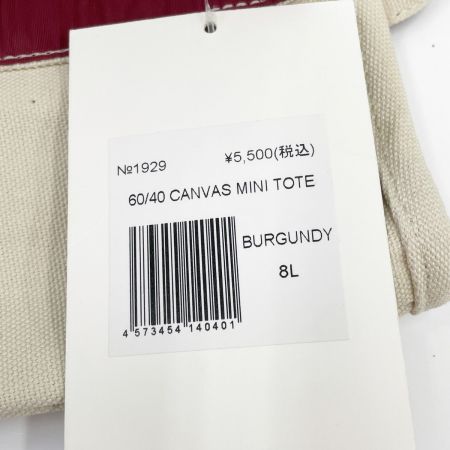 №1929 ¥5,500(税込)
60/40 CANVAS MINI TOTE
BURGUNDY
8L
4 573454 140401